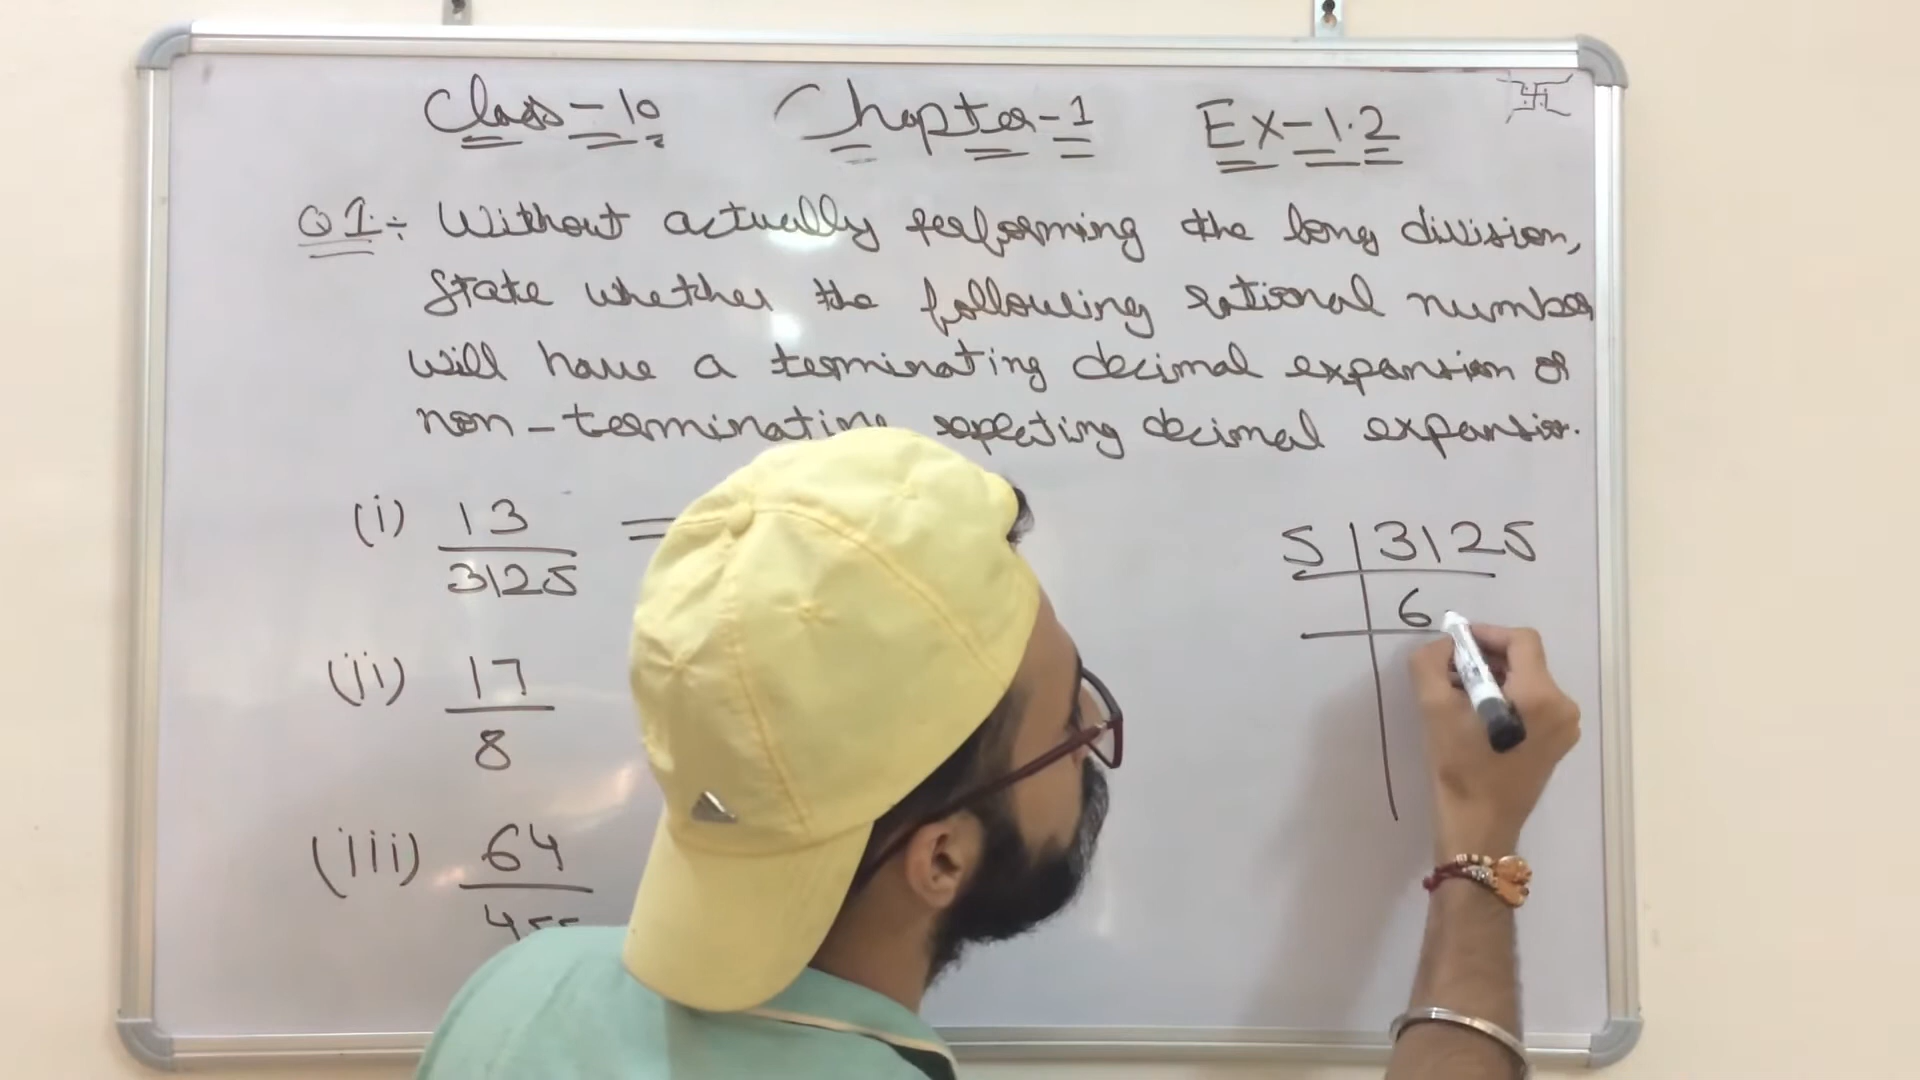 Class-10 Chapter-1 Ex-1.2
Q1÷ Without actually performing the long division,
State whether the following rational number
will have a terminating decimal expansion or
non-terminating repeating decimal expansion.
(i) 13/3125 =
5 | 3125
6
(ii) 17/8
(iii) 64/455